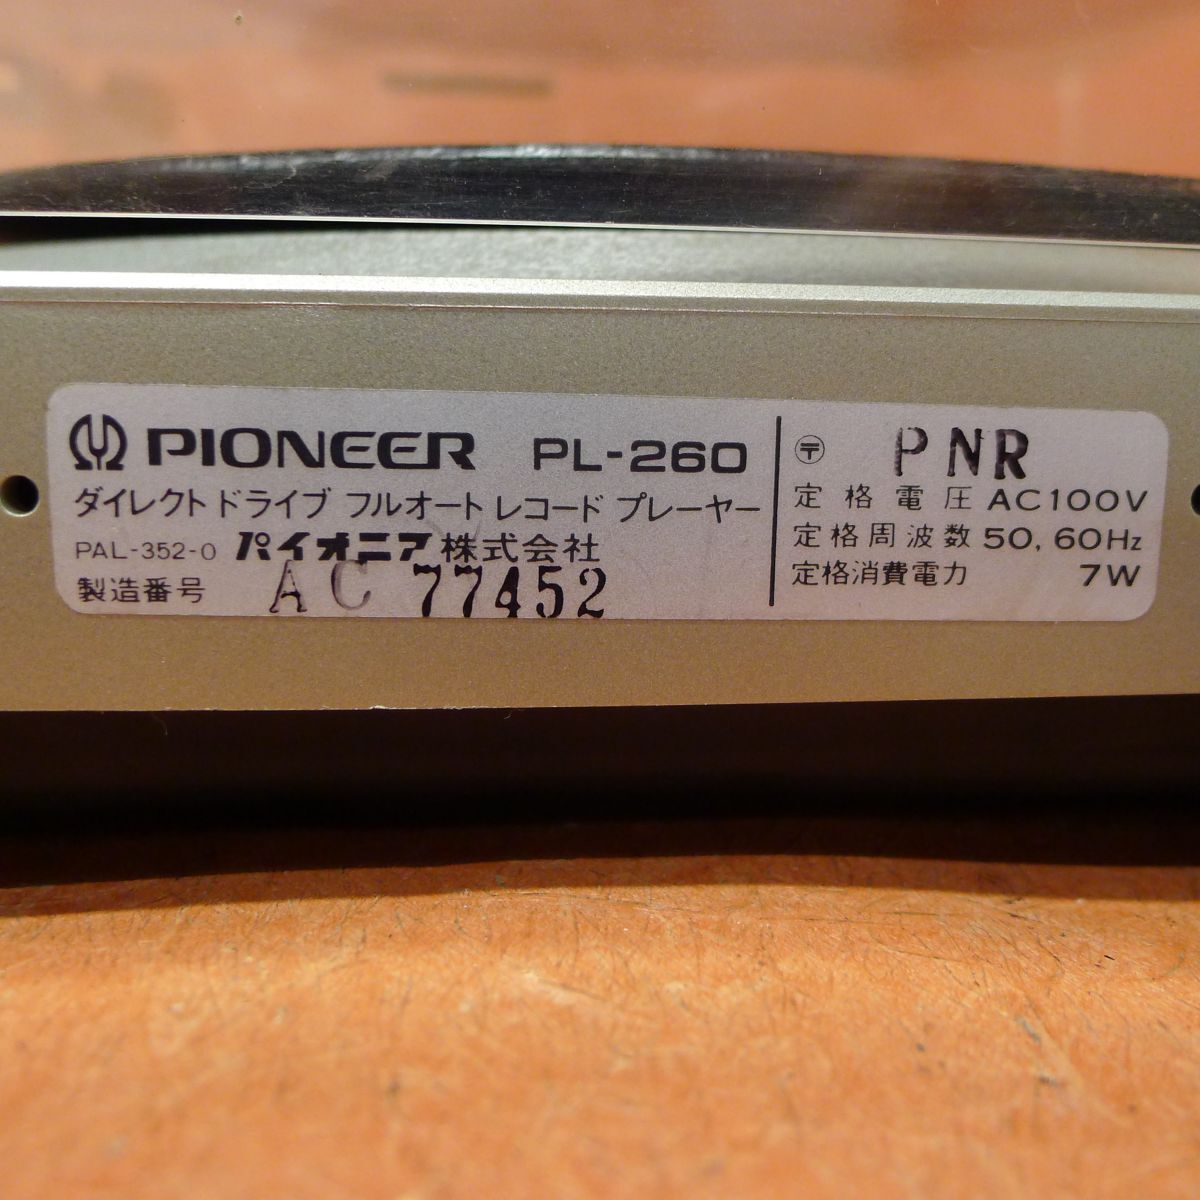 PIONEER PL-260
ダイレクト ドライブ フルオート レコード プレーヤー
PAL-352-0 パイオニア株式会社
製造番号 AC 77452
〶 PNR
定格電圧 AC100V
定格周波数 50, 60Hz
定格消費電力 7W